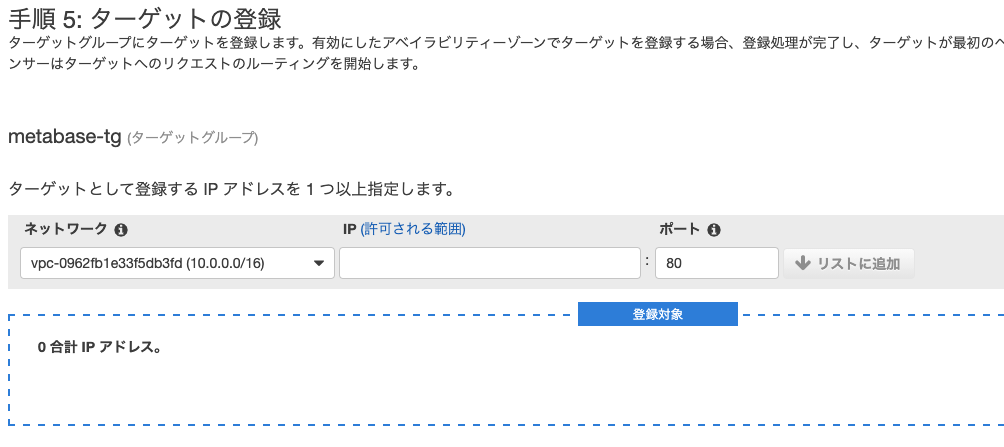 手順 5: ターゲットの登録
ターゲットグループにターゲットを登録します。有効にしたアベイラビリティーゾーンでターゲットを登録する場合、登録処理が完了し、ターゲットが最初のヘ
ンサーはターゲットへのリクエストのルーティングを開始します。
metabase-tg (ターゲットグループ)
ターゲットとして登録する IP アドレスを 1 つ以上指定します。
ネットワーク IP (許可される範囲) ポート
vpc-0962fb1e33f5db3fd (10.0.0.0/16) : 80 リストに追加
登録対象
0 合計 IP アドレス。